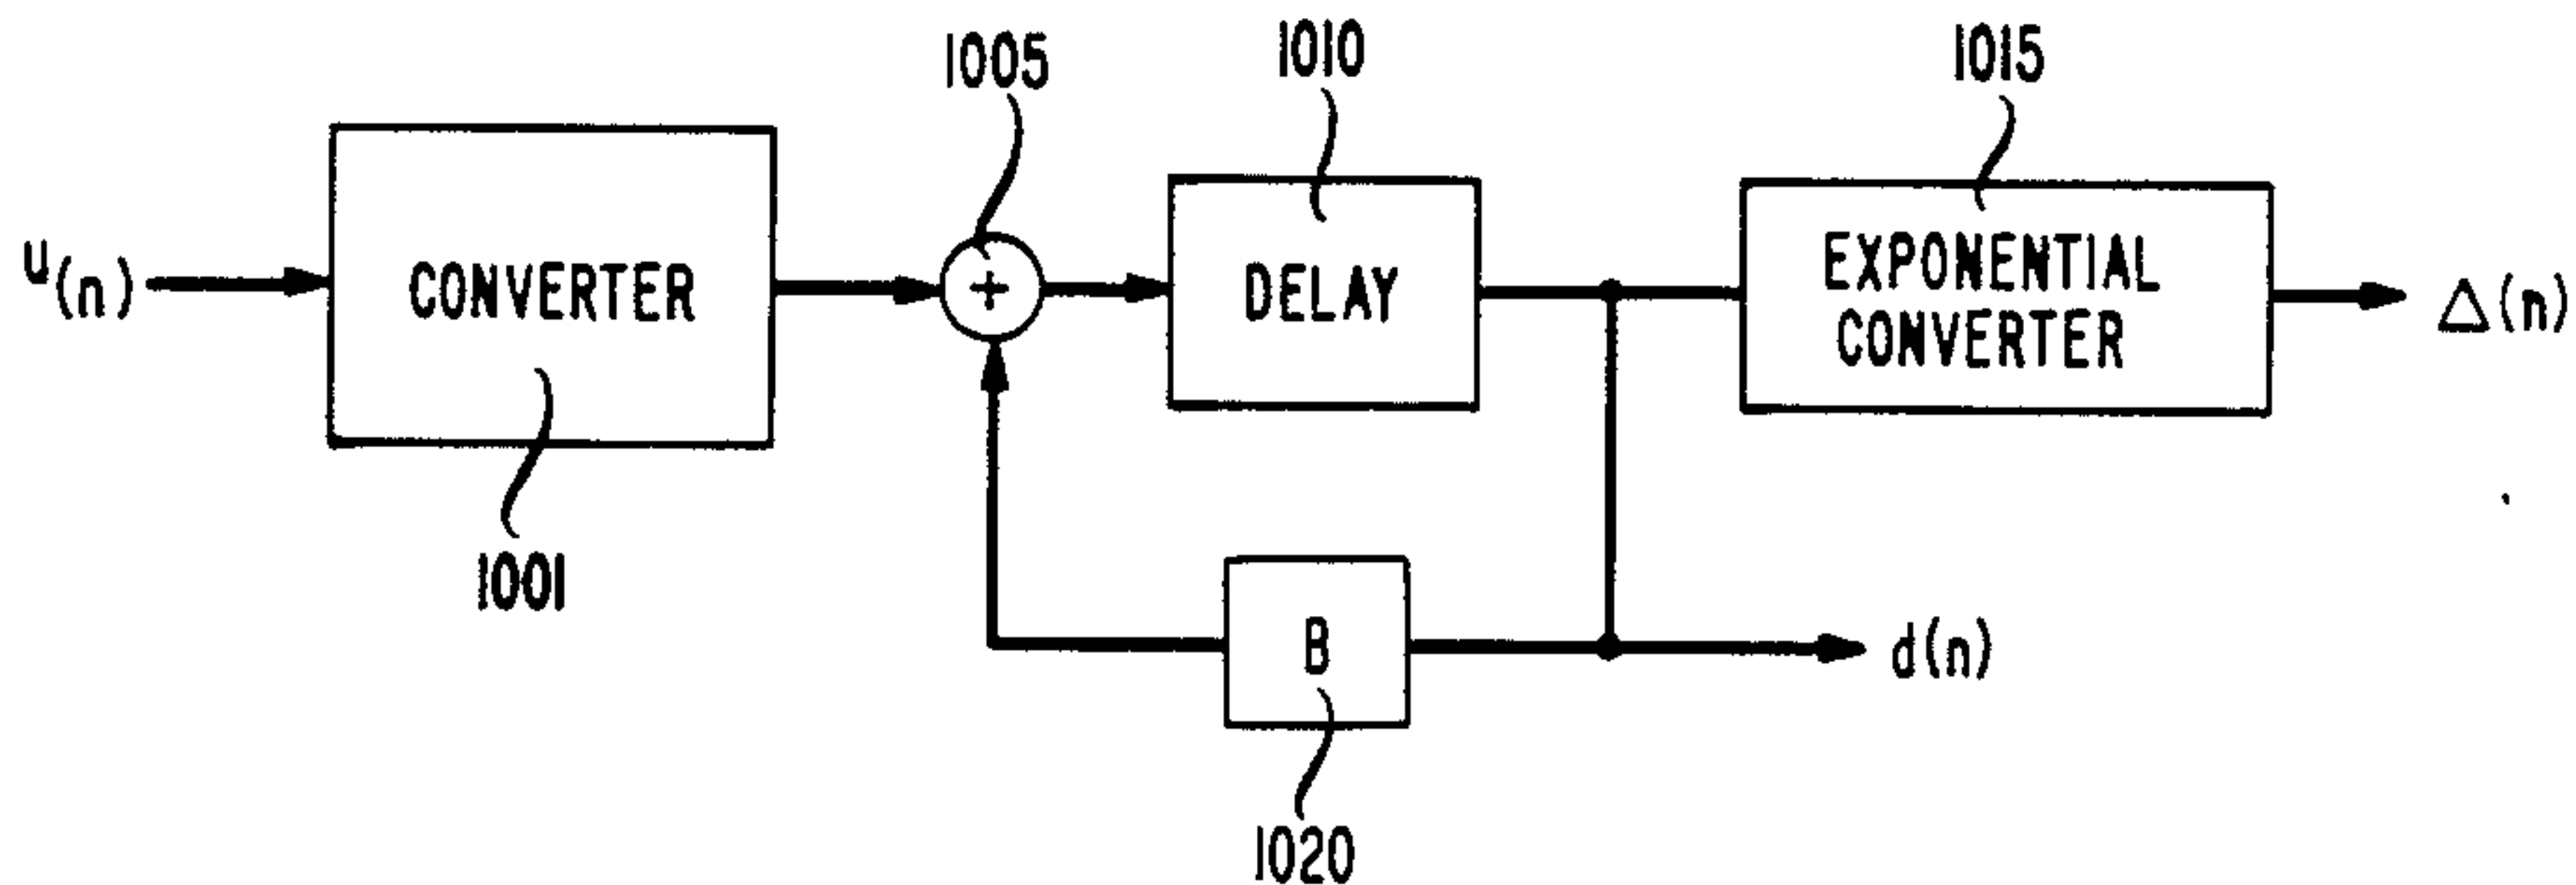 1005
1010
1015
u(n)
CONVERTER
+
DELAY
EXPONENTIAL
CONVERTER
Δ(n)
1001
B
d(n)
1020